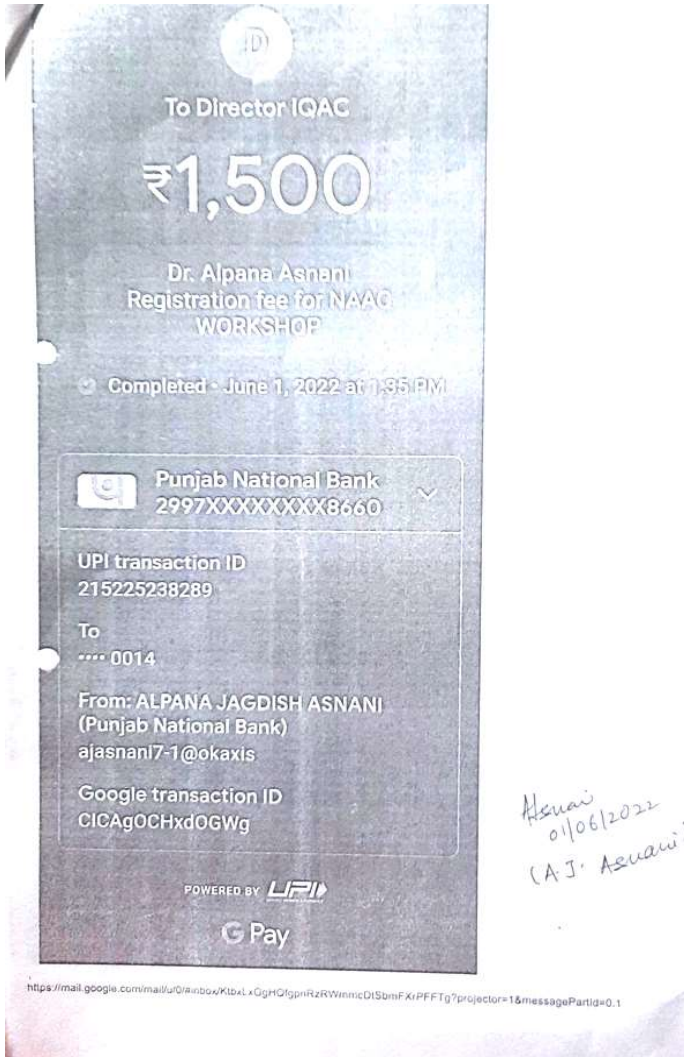 To Director IQAC
₹1,500
Dr. Alpana Asnani
Registration fee for NAAC
WORKSHOP
Completed - June 1, 2022 at 1:35 PM
Punjab National Bank
2997XXXXXXXX8660
UPI transaction ID
215225238289
To
•••• 0014
From: ALPANA JAGDISH ASNANI
(Punjab National Bank)
ajasnani7-1@okaxis
Google transaction ID
CICAgOCHxdOGWg
POWERED BY UPI
G Pay
Asnani
01/06/2022
(A.J. Asnani)